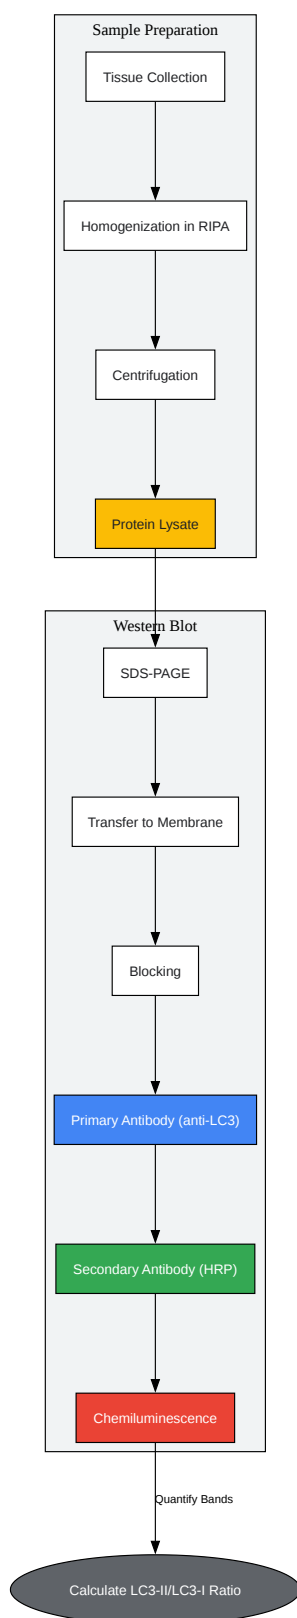 Sample Preparation
Tissue Collection
Homogenization in RIPA
Centrifugation
Protein Lysate
Western Blot
SDS-PAGE
Transfer to Membrane
Blocking
Primary Antibody (anti-LC3)
Secondary Antibody (HRP)
Chemiluminescence
Quantify Bands
Calculate LC3-II/LC3-I Ratio